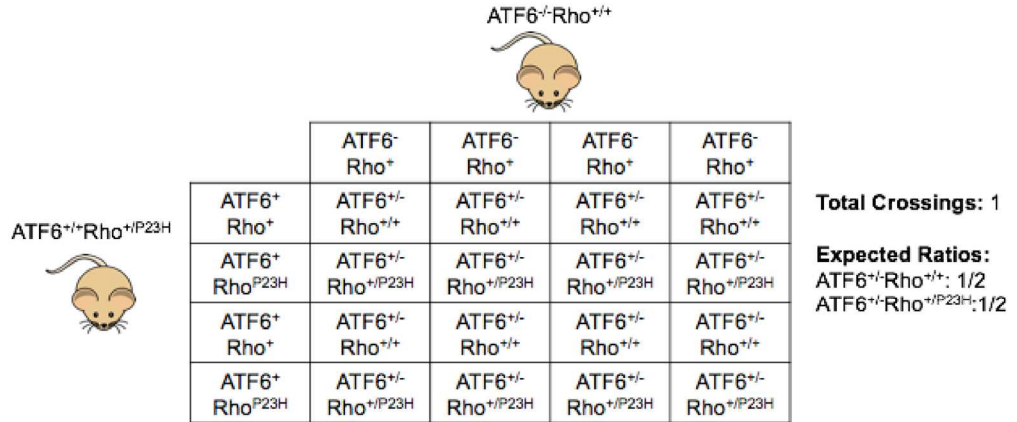 ATF6⁻/⁻Rho⁺/⁺
ATF6⁻ ATF6⁻ ATF6⁻ ATF6⁻
Rho⁺ Rho⁺ Rho⁺ Rho⁺
ATF6⁺ ATF6⁺/⁻ ATF6⁺/⁻ ATF6⁺/⁻ ATF6⁺/⁻
Rho⁺ Rho⁺/⁺ Rho⁺/⁺ Rho⁺/⁺ Rho⁺/⁺
Total Crossings: 1
ATF6⁺/⁺Rho⁺/P23H
ATF6⁺ ATF6⁺/⁻ ATF6⁺/⁻ ATF6⁺/⁻ ATF6⁺/⁻
RhoP23H Rho⁺/P23H Rho⁺/P23H Rho⁺/P23H Rho⁺/P23H
Expected Ratios:
ATF6⁺/⁻Rho⁺/⁺: 1/2
ATF6⁺/⁻Rho⁺/P23H:1/2
ATF6⁺ ATF6⁺/⁻ ATF6⁺/⁻ ATF6⁺/⁻ ATF6⁺/⁻
Rho⁺ Rho⁺/⁺ Rho⁺/⁺ Rho⁺/⁺ Rho⁺/⁺
ATF6⁺ ATF6⁺/⁻ ATF6⁺/⁻ ATF6⁺/⁻ ATF6⁺/⁻
RhoP23H Rho⁺/P23H Rho⁺/P23H Rho⁺/P23H Rho⁺/P23H